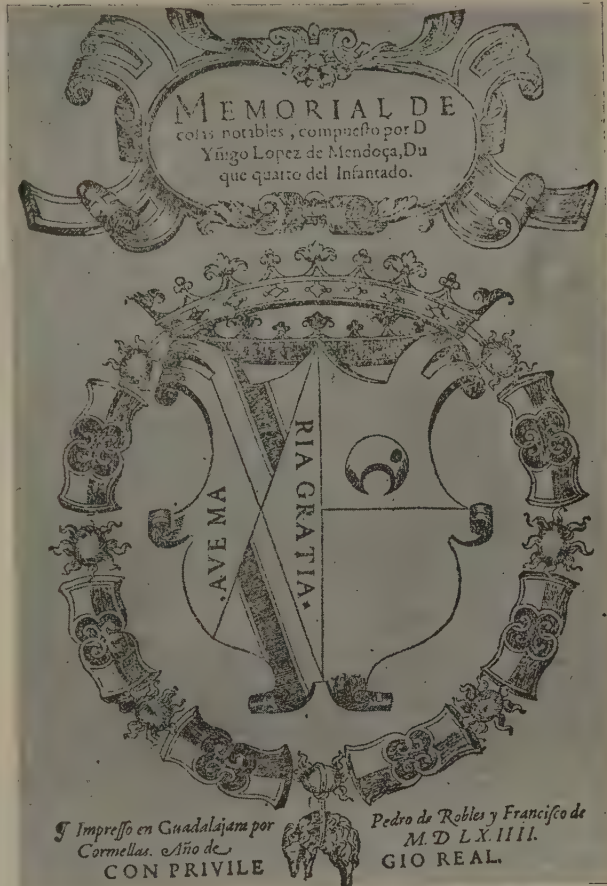 MEMORIAL DE
cosas notables, compuesto por D
Yñigo Lopez de Mendoça, Du
que quarto del Infantado.
.AVE MA
RIA GRATIA.
¶ Impresso en Guadalajara por Pedro de Robles y Francisco de
Cormellas. Año de M. D LX. IIII.
CON PRIVILE GIO REAL.